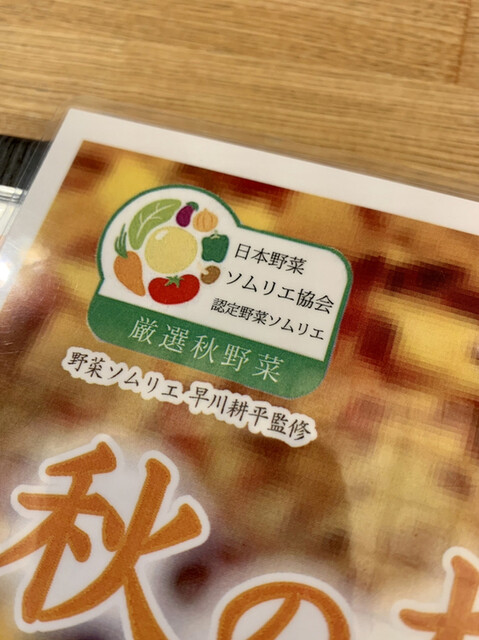 日本野菜
ソムリエ協会
認定野菜ソムリエ
厳選秋野菜
野菜ソムリエ 早川耕平監修
秋の